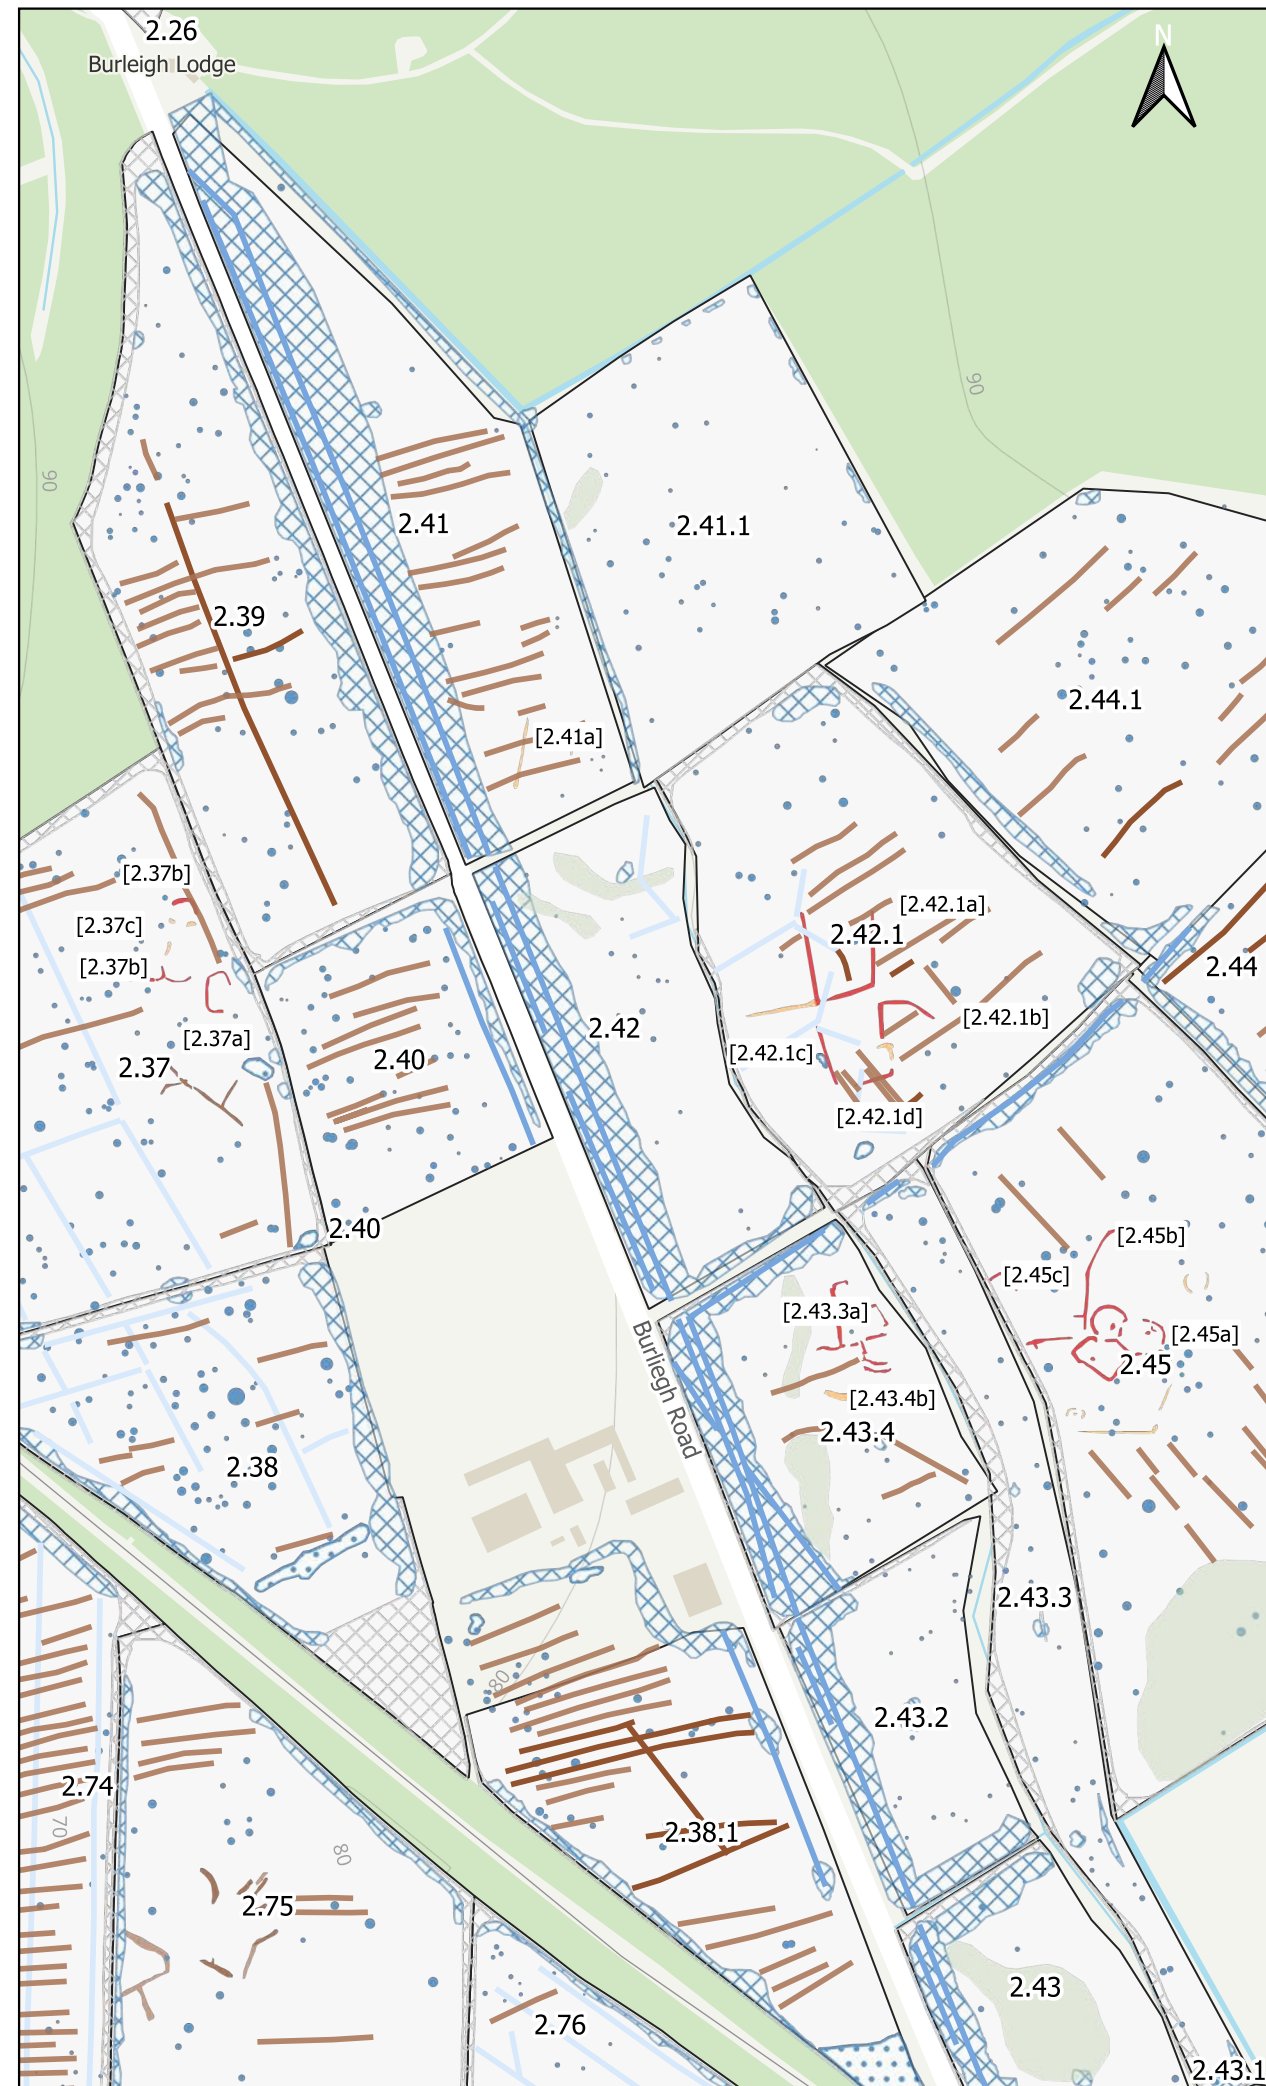 2.26
Burleigh Lodge
N
90
90
2.41
2.41.1
2.39
2.44.1
[2.41a]
[2.37b]
[2.42.1a]
[2.37c]
2.42.1
[2.37b]
2.44
[2.42.1b]
2.42
[2.37a]
[2.42.1c]
2.40
2.37
[2.42.1d]
2.40
[2.45b]
[2.45c]
[2.43.3a]
[2.45a]
Burliegh Road
2.45
[2.43.4b]
2.43.4
2.38
2.43.3
80
2.43.2
2.74
70
2.38.1
80
2.75
2.43
2.76
2.43.1